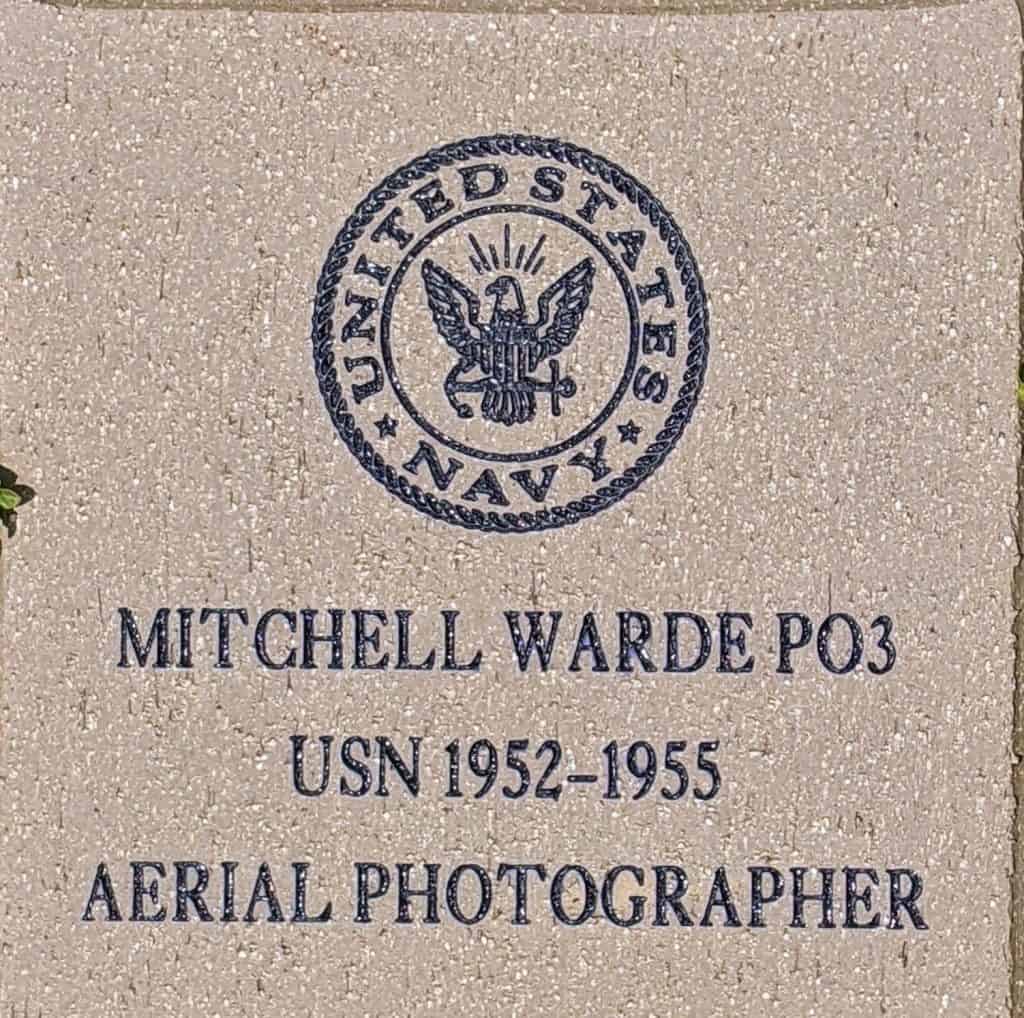 UNITED STATES
NAVY
MITCHELL WARDE PO3
USN 1952–1955
AERIAL PHOTOGRAPHER